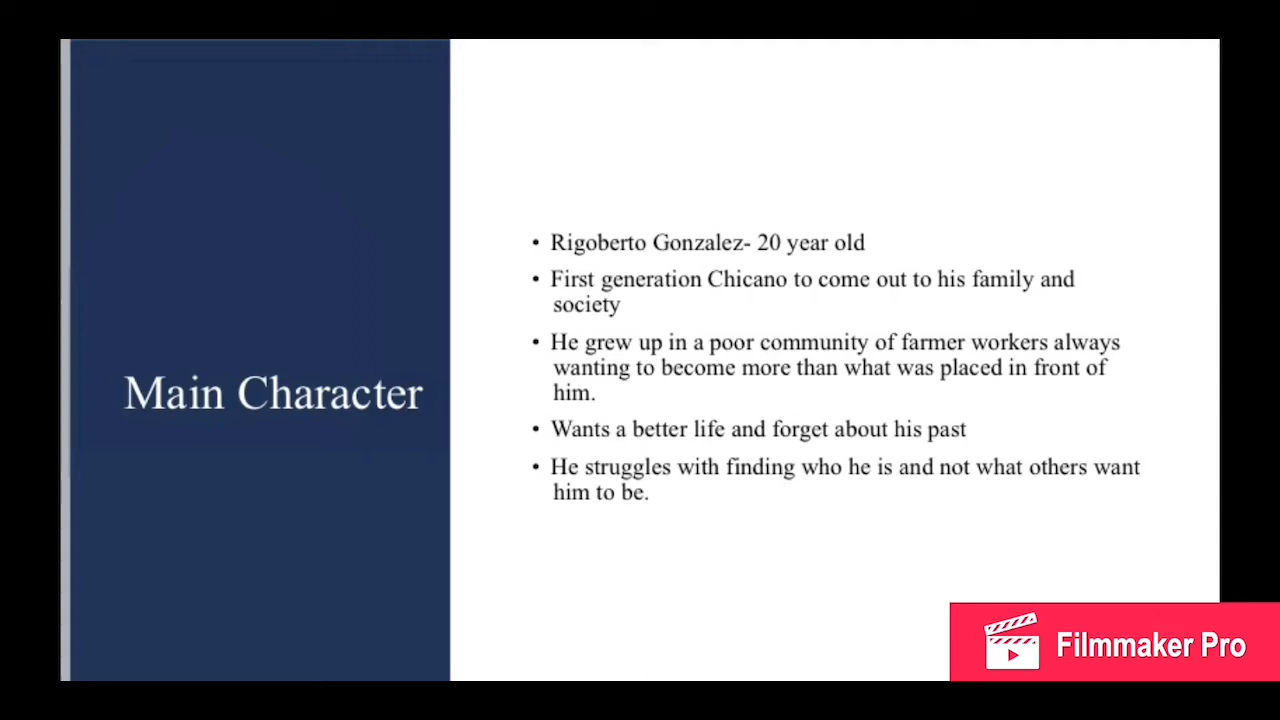 Main Character
• Rigoberto Gonzalez- 20 year old
• First generation Chicano to come out to his family and
society
• He grew up in a poor community of farmer workers always
wanting to become more than what was placed in front of
him.
• Wants a better life and forget about his past
• He struggles with finding who he is and not what others want
him to be.
Filmmaker Pro